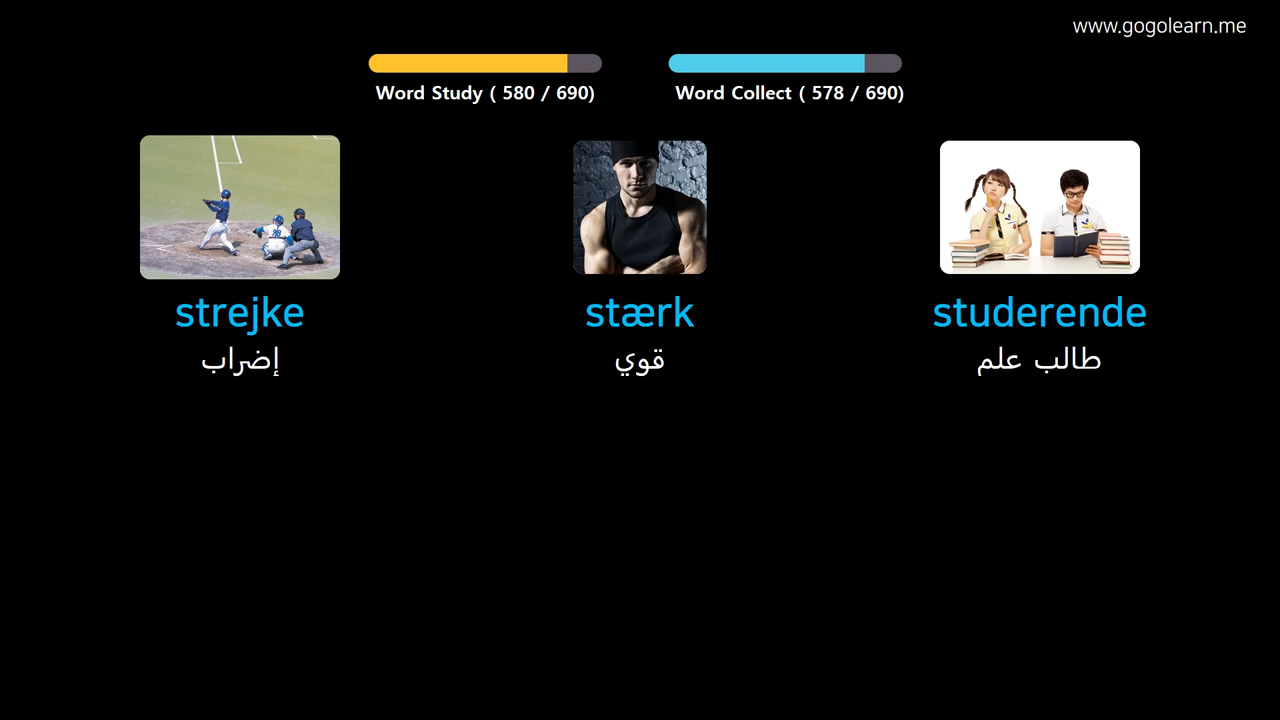 www.gogolearn.me
Word Study ( 580 / 690)
Word Collect ( 578 / 690)
strejke
stærk
studerende
إضراب
قوي
طالب علم